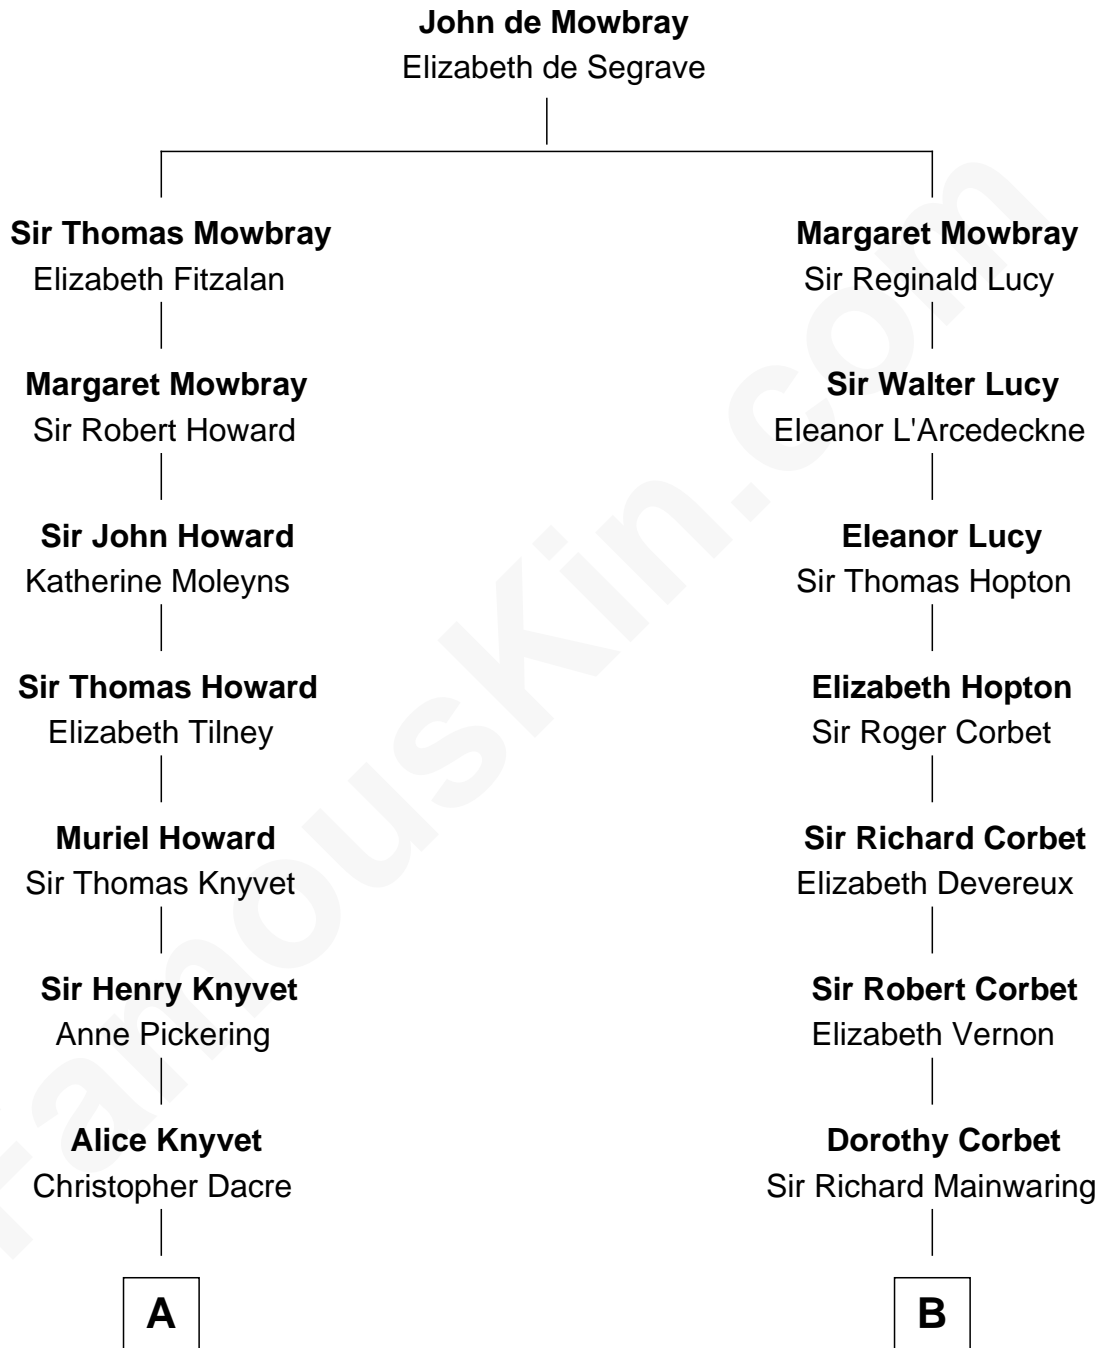 John de Mowbray
Elizabeth de Segrave
Sir Thomas Mowbray
Elizabeth Fitzalan
Margaret Mowbray
Sir Robert Howard
Sir John Howard
Katherine Moleyns
Sir Thomas Howard
Elizabeth Tilney
Muriel Howard
Sir Thomas Knyvet
Sir Henry Knyvet
Anne Pickering
Alice Knyvet
Christopher Dacre
A
Margaret Mowbray
Sir Reginald Lucy
Sir Walter Lucy
Eleanor L'Arcedeckne
Eleanor Lucy
Sir Thomas Hopton
Elizabeth Hopton
Sir Roger Corbet
Sir Richard Corbet
Elizabeth Devereux
Sir Robert Corbet
Elizabeth Vernon
Dorothy Corbet
Sir Richard Mainwaring
B
FamousKin.com